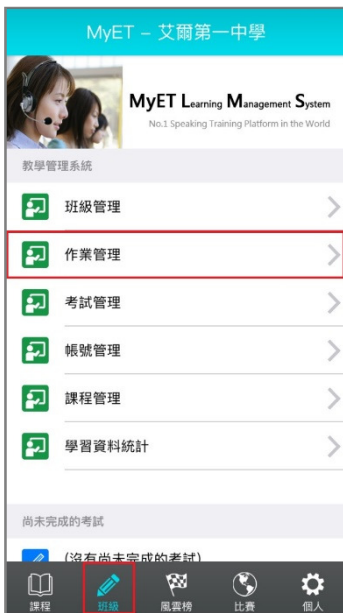 MyET – 艾爾第一中學
MyET Learning Management System
No.1 Speaking Training Platform in the World
教學管理系統
班級管理
作業管理
考試管理
帳號管理
課程管理
學習資料統計
尚未完成的考試
(沒有尚未完成的考試)
課程 班級 風雲榜 比賽 個人